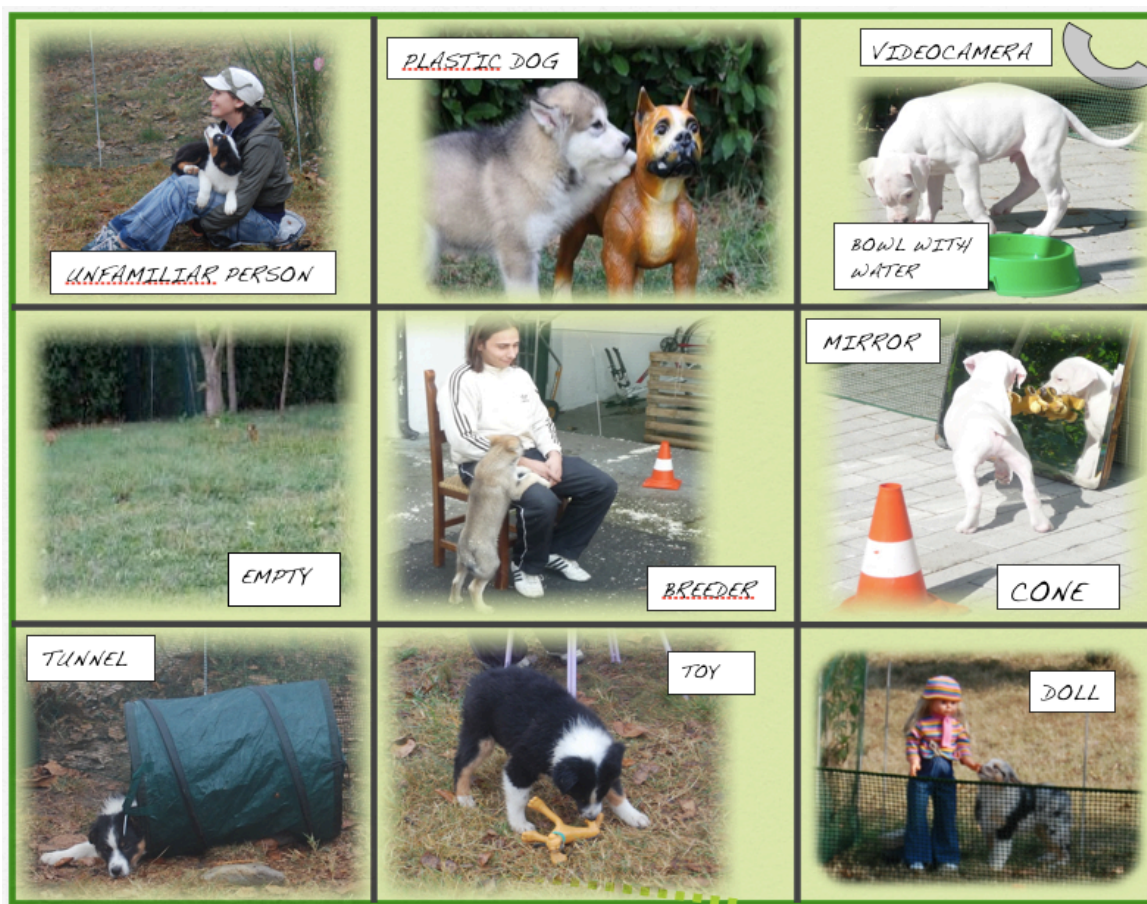 UNFAMILIAR PERSON
PLASTIC DOG
VIDEOCAMERA
BOWL WITH
WATER
EMPTY
BREEDER
MIRROR
CONE
TUNNEL
TOY
DOLL